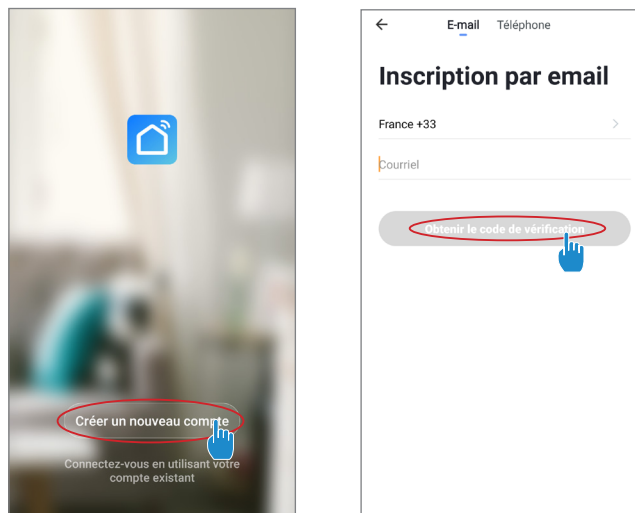 Créer un nouveau compte
Connectez-vous en utilisant votre
compte existant
E-mail Téléphone
Inscription par email
France +33
Courriel
Obtenir le code de vérification